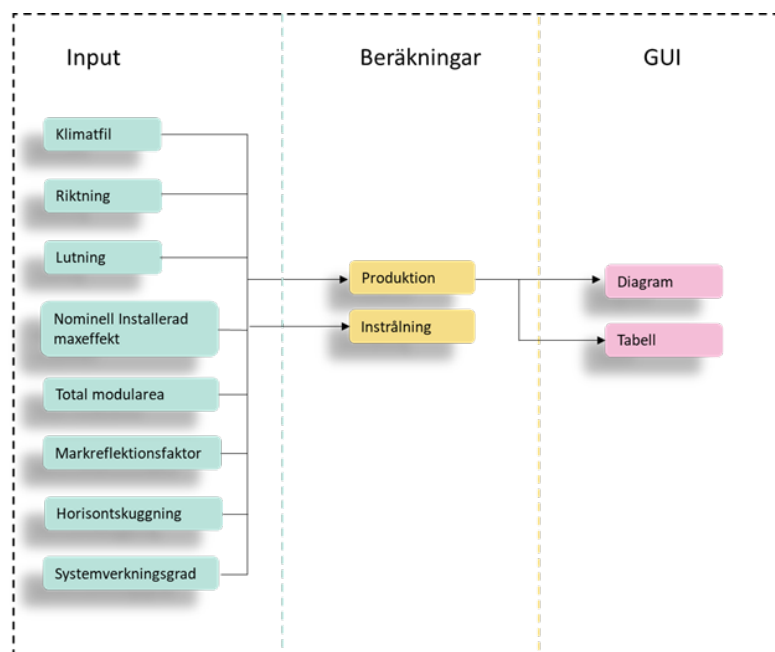 Input
Beräkningar
GUI
Klimatfil
Riktning
Lutning
Nominell Installerad
maxeffekt
Total modularea
Markreflektionsfaktor
Horisontskuggning
Systemverkningsgrad
Produktion
Instrålning
Diagram
Tabell